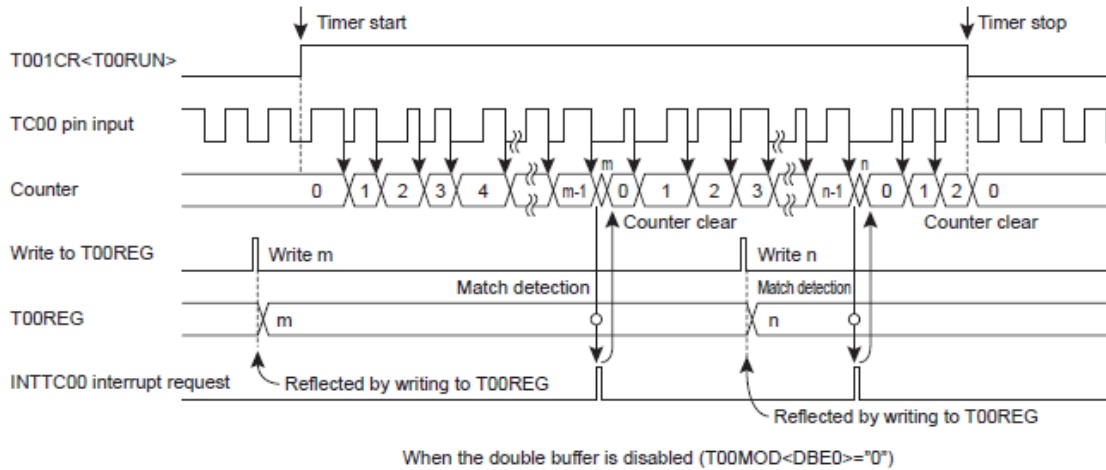 Timer start Timer stop
T001CR<T00RUN>
TC00 pin input
m n
Counter 0 1 2 3 4 m-1 0 1 2 3 n-1 0 1 2 0
Counter clear Counter clear
Write to T00REG Write m Write n
Match detection Match detection
T00REG m n
INTTC00 interrupt request Reflected by writing to T00REG
Reflected by writing to T00REG
When the double buffer is disabled (T00MOD<DBE0>="0")